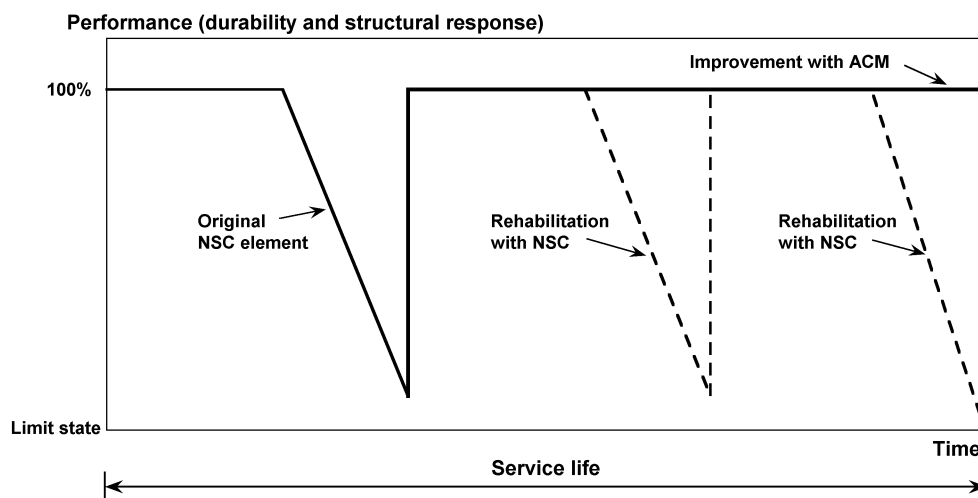 Performance (durability and structural response)
Improvement with ACM
100%
Original
NSC element
Rehabilitation
with NSC
Rehabilitation
with NSC
Limit state
Time
Service life